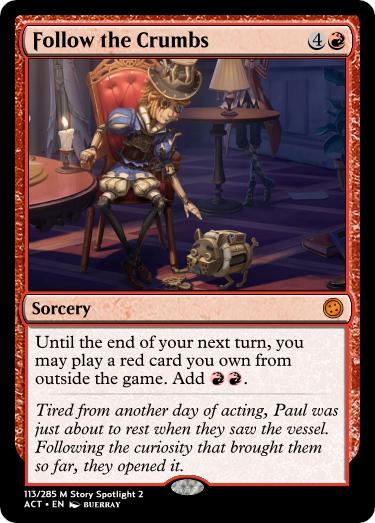 Follow the Crumbs 4
Sorcery
Until the end of your next turn, you
may play a red card you own from
outside the game. Add
Tired from another day of acting, Paul was
just about to rest when they saw the vessel.
Following the curiosity that brought them
so far, they opened it.
113/285 M Story Spotlight 2
ACT • EN BUERRAY